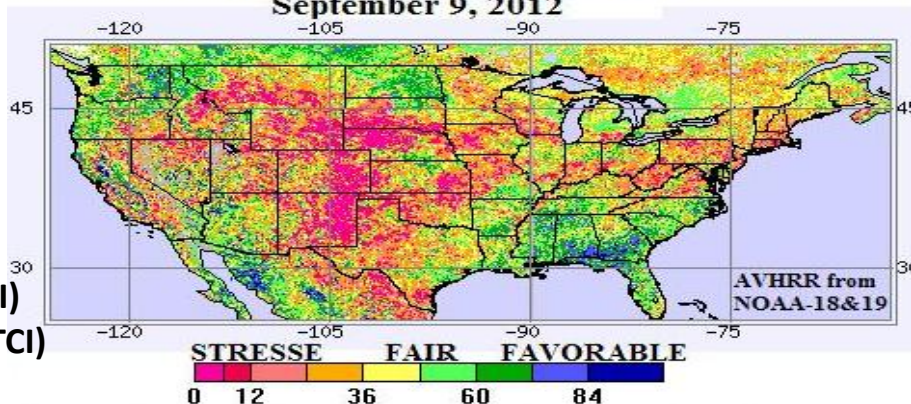 September 9, 2012
-120 -105 -90 -75
45 45
30 30
AVHRR from
NOAA-18&19
I)
TCI)
-120 -105 -90 -75
STRESSE FAIR FAVORABLE
0 12 36 60 84